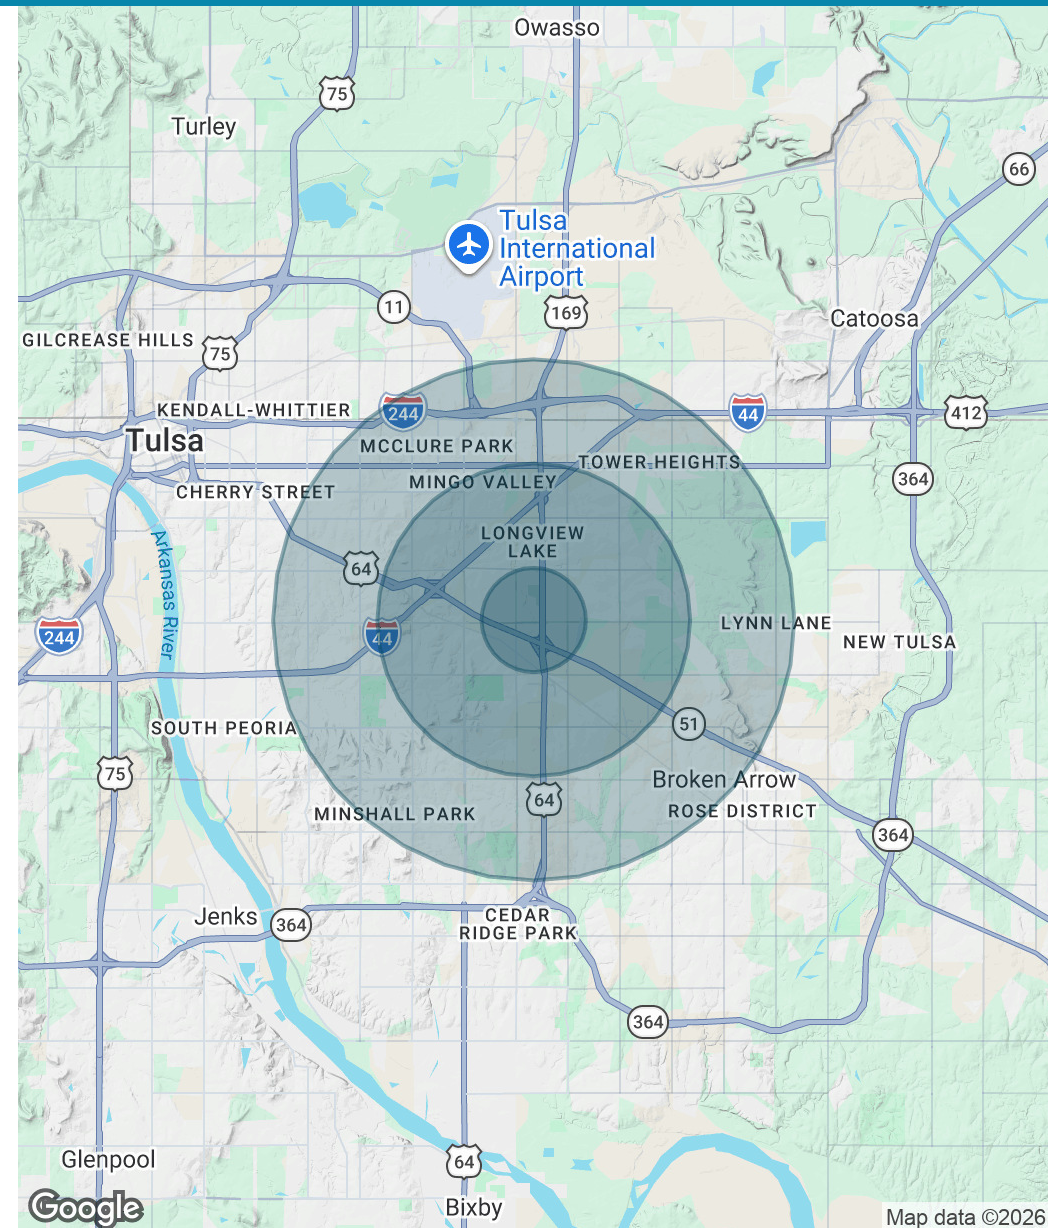 Owasso
75
Turley
66
Tulsa
International
Airport
11
169
Catoosa
GILCREASE HILLS
75
KENDALL-WHITTIER
244
44
412
Tulsa
MCCLURE PARK
TOWER HEIGHTS
364
MINGO VALLEY
CHERRY STREET
LONGVIEW
LAKE
Arkansas River
64
244
44
LYNN LANE
NEW TULSA
SOUTH PEORIA
51
75
Broken Arrow
64
MINSHALL PARK
ROSE DISTRICT
364
Jenks
364
CEDAR
RIDGE PARK
364
Glenpool
64
Bixby
Google
Map data ©2026